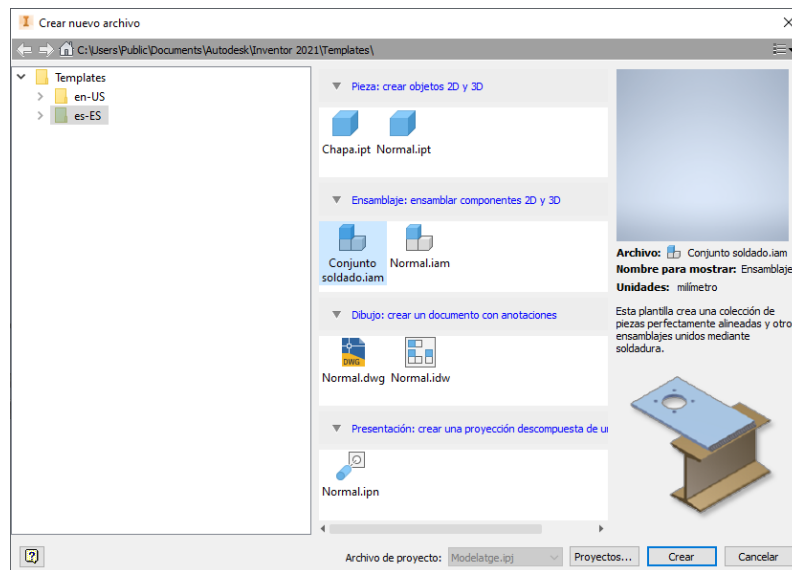 Crear nuevo archivo
C:\Users\Public\Documents\Autodesk\Inventor 2021\Templates\
Templates
en-US
es-ES
Pieza: crear objetos 2D y 3D
Chapa.ipt Normal.ipt
Ensamblaje: ensamblar componentes 2D y 3D
Conjunto soldado.iam
Normal.iam
Dibujo: crear un documento con anotaciones
DWG
Normal.dwg Normal.idw
Presentación: crear una proyección descompuesta de u
Normal.ipn
Archivo: Conjunto soldado.iam
Nombre para mostrar: Ensamblaje
Unidades: milímetro
Esta plantilla crea una colección de
piezas perfectamente alineadas y otro
ensamblajes unidos mediante
soldadura.
Archivo de proyecto: Modelatge.ipj Proyectos... Crear Cancelar